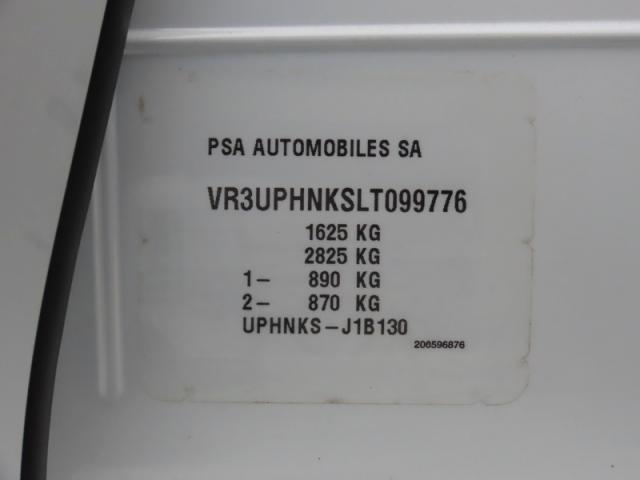 PSA AUTOMOBILES SA
VR3UPHNKSLT099776
1625 KG
2825 KG
1- 890 KG
2- 870 KG
UPHNKS-J1B130
206596876